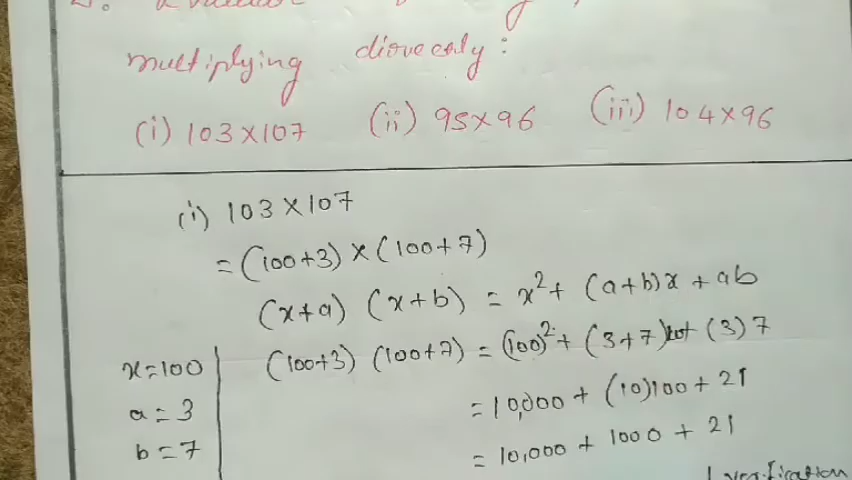 multiplying directly:
(i) 103×107 (ii) 95×96 (iii) 104×96
(i) 103×107
=(100+3)×(100+7)
(x+a) (x+b) = x²+ (a+b)x + ab
x=100 (100+3) (100+7) = (100)²+ (3+7)100+ (3)7
a=3 =10,000 + (10)100+21
b=7 = 10,000 + 1000 + 21
verification